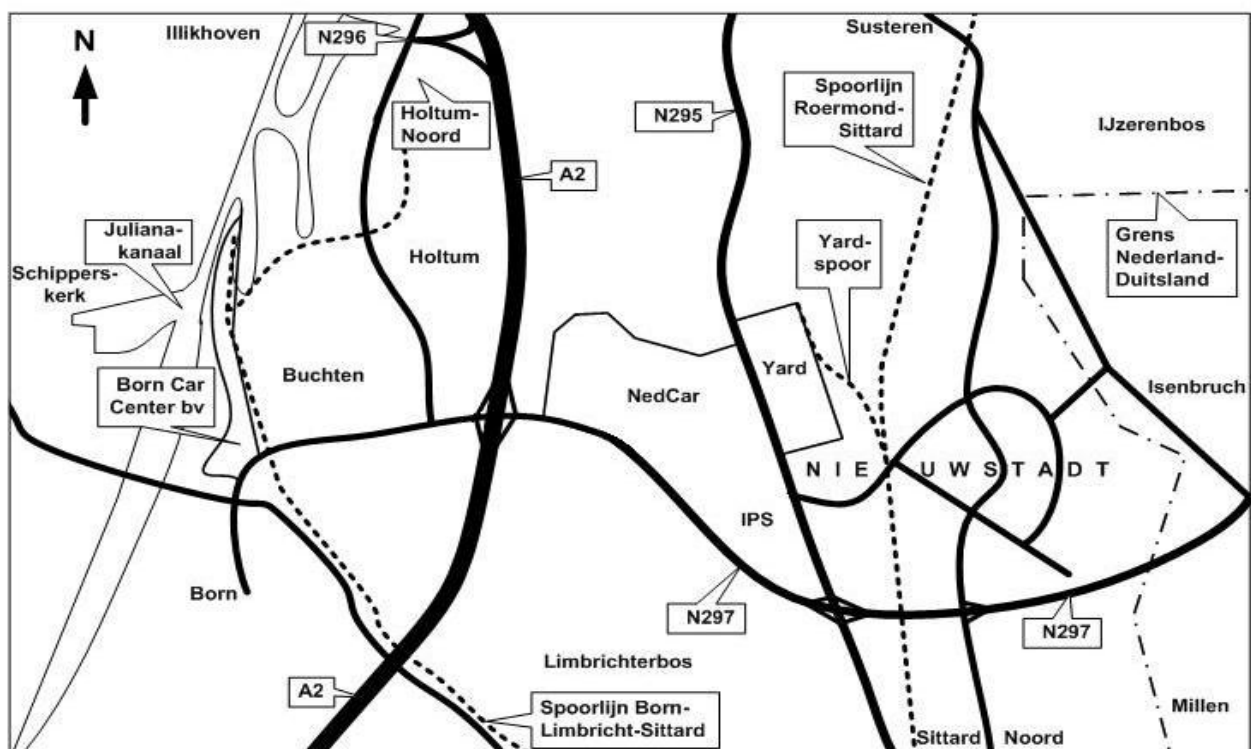 N
Illikhoven
N296
Susteren
Holtum-
Noord
N295
Spoorlijn
Roermond-
Sittard
IJzerenbos
A2
Juliana-
kanaal
Schippers-
kerk
Holtum
Yard-
spoor
Grens
Nederland-
Duitsland
Born Car
Center bv
Buchten
NedCar
Yard
Isenbruch
N I E U W S T A D T
IPS
Born
N297
N297
Limbrichterbos
A2
Spoorlijn Born-
Limbricht-Sittard
Millen
Sittard Noord